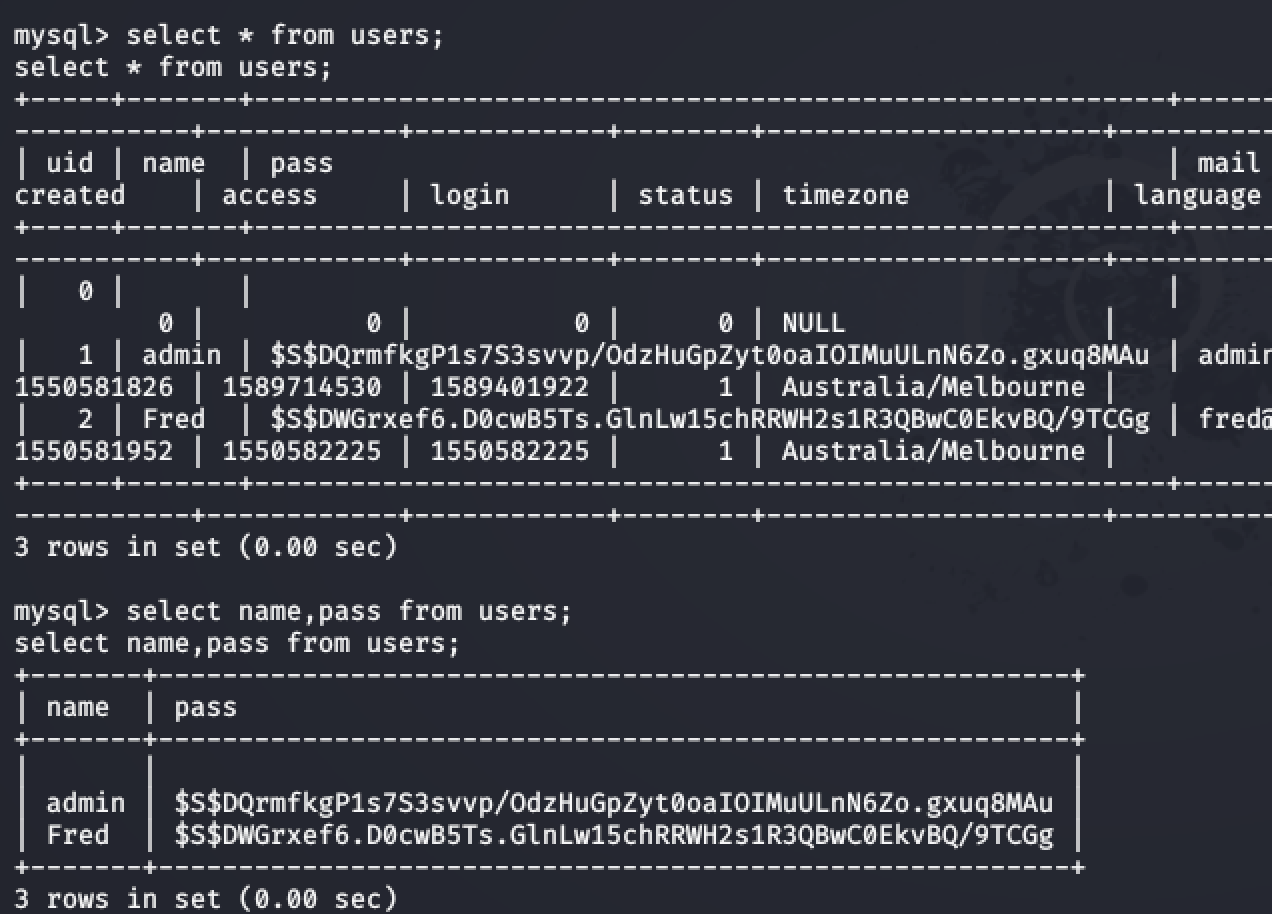 mysql> select * from users;
select * from users;
+-----+-------+---------------------------------------------------------+------
-----------+------------+------------+--------+---------------------+----------
| uid | name  | pass                                                    | mail
created    | access     | login      | status | timezone            | language
+-----+-------+---------------------------------------------------------+------
-----------+------------+------------+--------+---------------------+----------
|   0 |       |                                                         |
         0 |          0 |          0 |      0 | NULL                |
|   1 | admin | $S$DQrmfkgP1s7S3svvp/OdzHuGpZyt0oaIOIMuULnN6Zo.gxuq8MAu | admin
1550581826 | 1589714530 | 1589401922 |      1 | Australia/Melbourne |
|   2 | Fred  | $S$DWGrxef6.D0cwB5Ts.GlnLw15chRRWH2s1R3QBwC0EkvBQ/9TCGg | fred@
1550581952 | 1550582225 | 1550582225 |      1 | Australia/Melbourne |
+-----+-------+---------------------------------------------------------+------
-----------+------------+------------+--------+---------------------+----------
3 rows in set (0.00 sec)
mysql> select name,pass from users;
select name,pass from users;
+-------+---------------------------------------------------------+
| name  | pass                                                    |
+-------+---------------------------------------------------------+
|       |                                                         |
| admin | $S$DQrmfkgP1s7S3svvp/OdzHuGpZyt0oaIOIMuULnN6Zo.gxuq8MAu |
| Fred  | $S$DWGrxef6.D0cwB5Ts.GlnLw15chRRWH2s1R3QBwC0EkvBQ/9TCGg |
+-------+---------------------------------------------------------+
3 rows in set (0.00 sec)